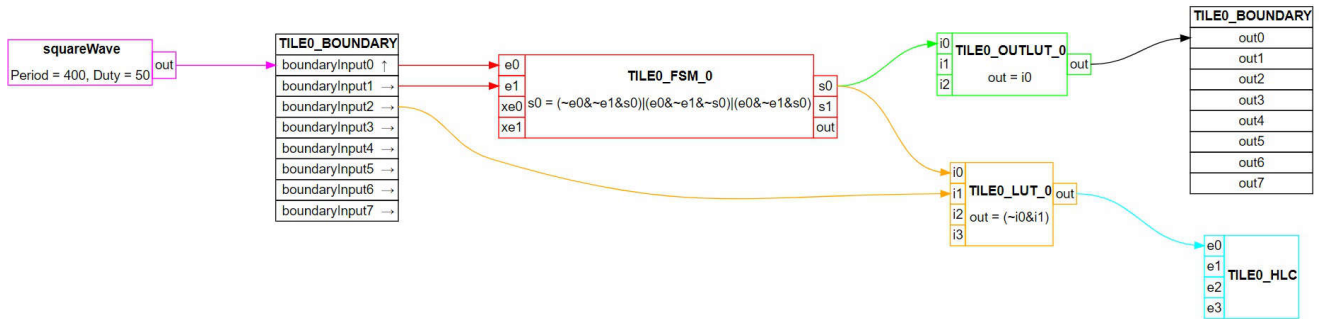 squareWave
Period = 400, Duty = 50
out
TILE0_BOUNDARY
boundaryInput0 ↑
boundaryInput1 →
boundaryInput2 →
boundaryInput3 →
boundaryInput4 →
boundaryInput5 →
boundaryInput6 →
boundaryInput7 →
e0
e1
xe0
xe1
TILE0_FSM_0
s0 = (~e0&~e1&s0)|(e0&~e1&~s0)|(e0&~e1&s0)
s0
s1
out
i0
i1
i2
TILE0_OUTLUT_0
out = i0
out
i0
i1
i2
i3
TILE0_LUT_0
out = (~i0&i1)
out
TILE0_BOUNDARY
out0
out1
out2
out3
out4
out5
out6
out7
e0
e1
e2
e3
TILE0_HLC